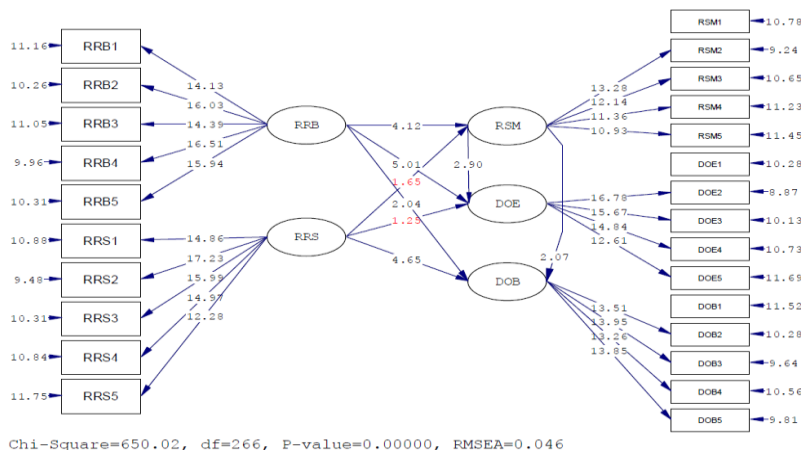 11.16 RRB1
10.26 RRB2
11.05 RRB3
9.96 RRB4
10.31 RRB5
10.88 RRS1
9.48 RRS2
10.31 RRS3
10.84 RRS4
11.75 RRS5
14.13
16.03
14.39
16.51
15.94
14.86
17.23
15.99
14.97
12.28
RRB
RRS
4.12
5.01
1.65
2.04
1.25
4.65
2.90
2.07
RSM
DOE
DOB
13.28
12.14
11.36
10.93
16.78
15.67
14.84
12.61
13.51
13.95
13.26
13.85
RSM1 10.78
RSM2 9.24
RSM3 10.65
RSM4 11.23
RSM5 11.45
DOE1 10.28
DOE2 8.87
DOE3 10.13
DOE4 10.73
DOE5 11.69
DOB1 11.52
DOB2 10.28
DOB3 9.64
DOB4 10.56
DOB5 9.81
Chi-Square=650.02, df=266, P-value=0.00000, RMSEA=0.046